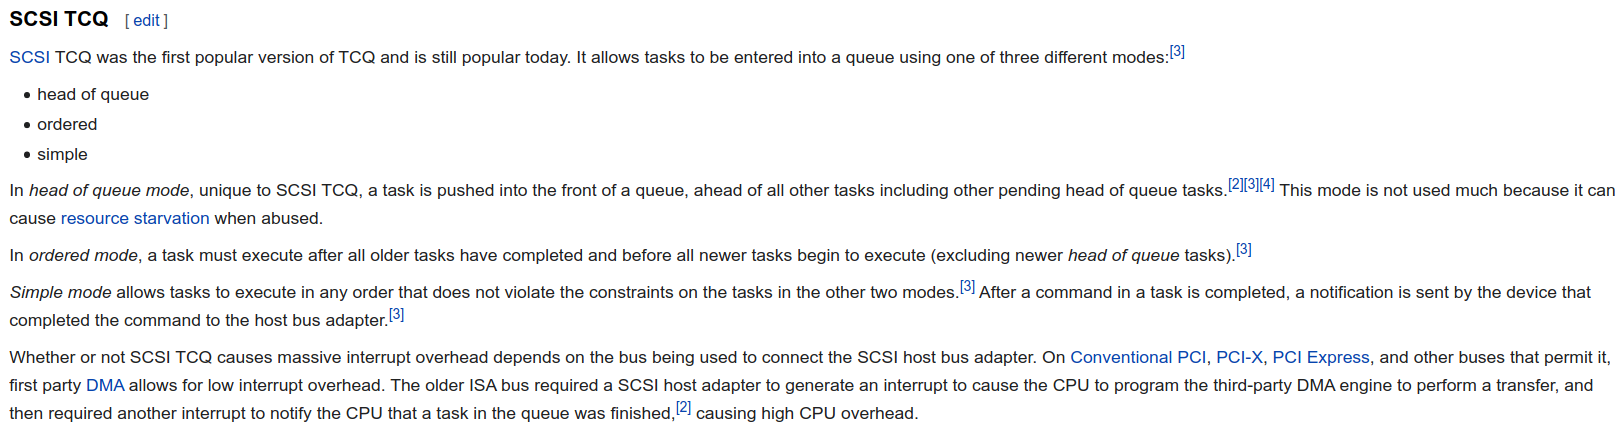 SCSI TCQ [ edit ]
SCSI TCQ was the first popular version of TCQ and is still popular today. It allows tasks to be entered into a queue using one of three different modes:[3]
• head of queue
• ordered
• simple
In head of queue mode, unique to SCSI TCQ, a task is pushed into the front of a queue, ahead of all other tasks including other pending head of queue tasks.[2][3][4] This mode is not used much because it can
cause resource starvation when abused.
In ordered mode, a task must execute after all older tasks have completed and before all newer tasks begin to execute (excluding newer head of queue tasks).[3]
Simple mode allows tasks to execute in any order that does not violate the constraints on the tasks in the other two modes.[3] After a command in a task is completed, a notification is sent by the device that
completed the command to the host bus adapter.[3]
Whether or not SCSI TCQ causes massive interrupt overhead depends on the bus being used to connect the SCSI host bus adapter. On Conventional PCI, PCI-X, PCI Express, and other buses that permit it,
first party DMA allows for low interrupt overhead. The older ISA bus required a SCSI host adapter to generate an interrupt to cause the CPU to program the third-party DMA engine to perform a transfer, and
then required another interrupt to notify the CPU that a task in the queue was finished,[2] causing high CPU overhead.